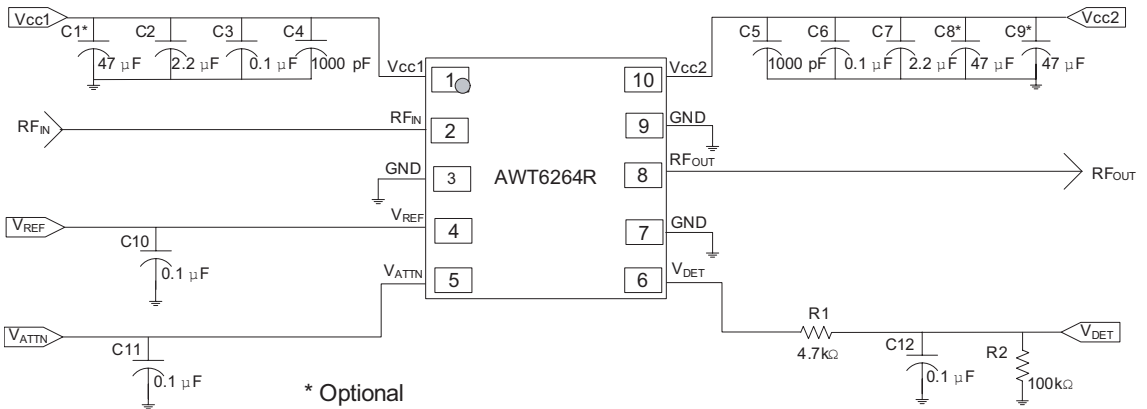 Vcc1
C1*
47 μF
C2
2.2 μF
C3
0.1 μF
C4
1000 pF
Vcc1
1
RFIN
RFIN
2
GND
3
VREF
VREF
4
C10
0.1 μF
VATTN
VATTN
5
C11
0.1 μF
* Optional
AWT6264R
Vcc2
C5
1000 pF
C6
0.1 μF
C7
2.2 μF
C8*
47 μF
C9*
47 μF
Vcc2
10
GND
9
RFOUT
8
RFOUT
GND
7
VDET
6
R1
4.7kΩ
C12
0.1 μF
R2
100kΩ
VDET